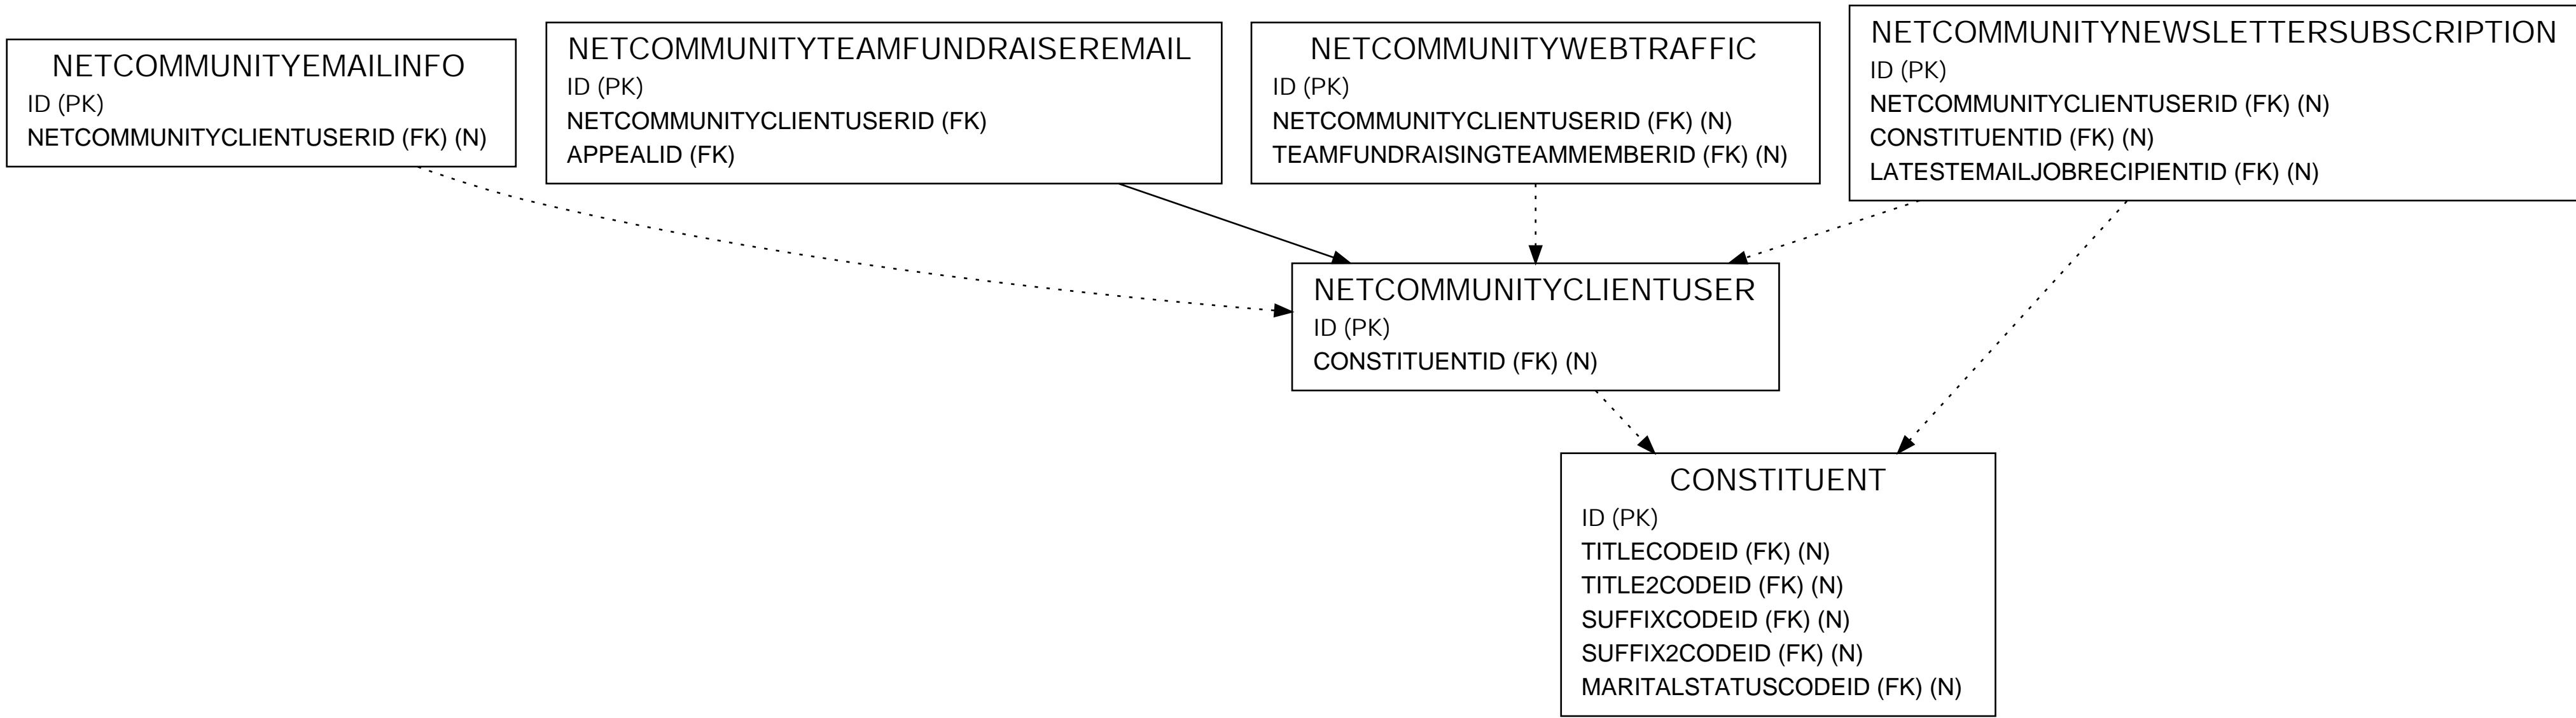 NETCOMMUNITYEMAILINFO
ID (PK)
NETCOMMUNITYCLIENTUSERID (FK) (N)
NETCOMMUNITYTEAMFUNDRAISEREMAIL
ID (PK)
NETCOMMUNITYCLIENTUSERID (FK)
APPEALID (FK)
NETCOMMUNITYWEBTRAFFIC
ID (PK)
NETCOMMUNITYCLIENTUSERID (FK) (N)
TEAMFUNDRAISINGTEAMMEMBERID (FK) (N)
NETCOMMUNITYNEWSLETTERSUBSCRIPTION
ID (PK)
NETCOMMUNITYCLIENTUSERID (FK) (N)
CONSTITUENTID (FK) (N)
LATESTEMAILJOBRECIPIENTID (FK) (N)
NETCOMMUNITYCLIENTUSER
ID (PK)
CONSTITUENTID (FK) (N)
CONSTITUENT
ID (PK)
TITLECODEID (FK) (N)
TITLE2CODEID (FK) (N)
SUFFIXCODEID (FK) (N)
SUFFIX2CODEID (FK) (N)
MARITALSTATUSCODEID (FK) (N)